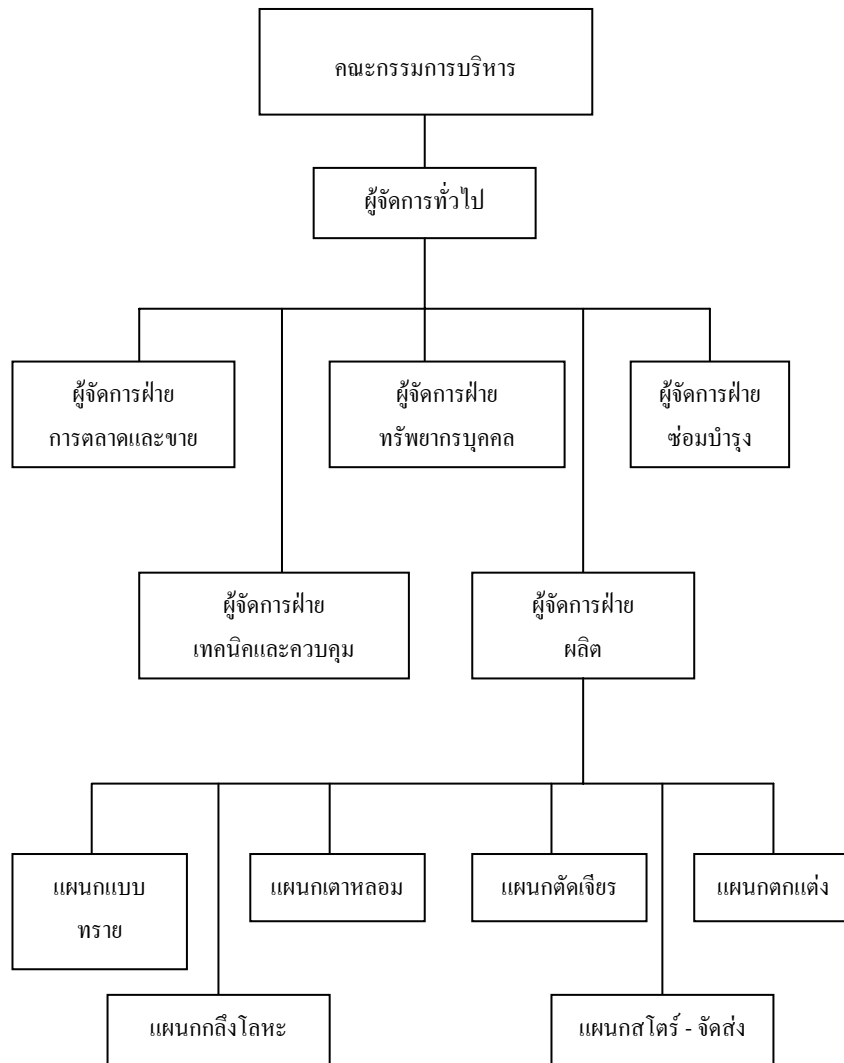 คณะกรรมการบริหาร
ผู้จัดการทั่วไป
ผู้จัดการฝ่าย
การตลาดและขาย
ผู้จัดการฝ่าย
ทรัพยากรบุคคล
ผู้จัดการฝ่าย
ซ่อมบำรุง
ผู้จัดการฝ่าย
เทคนิคและควบคุม
ผู้จัดการฝ่าย
ผลิต
แผนกแบบ
ทราย
แผนกเตาหลอม
แผนกตัดเจียร
แผนกตกแต่ง
แผนกกลึงโลหะ
แผนกสโตร์ - จัดส่ง